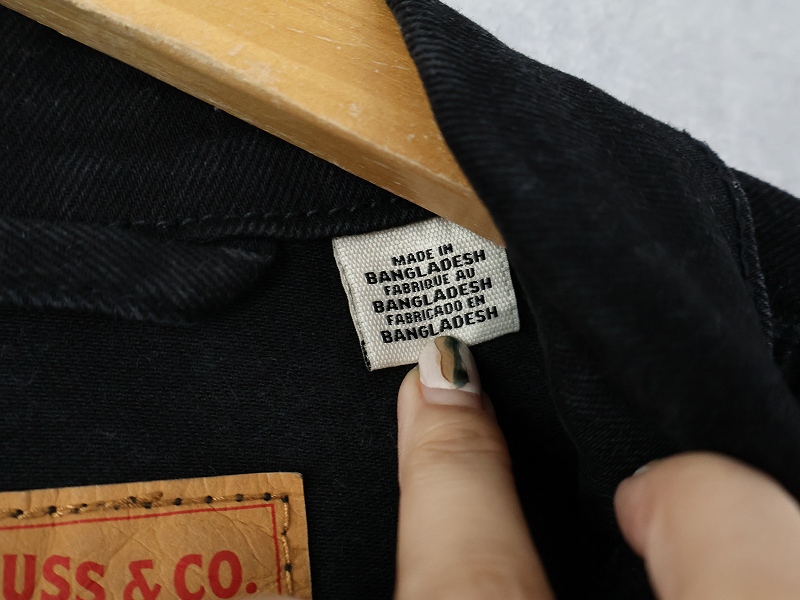 MADE IN
BANGLADESH
FABRIQUE AU
BANGLADESH
FABRICADO EN
BANGLADESH
USS & CO.